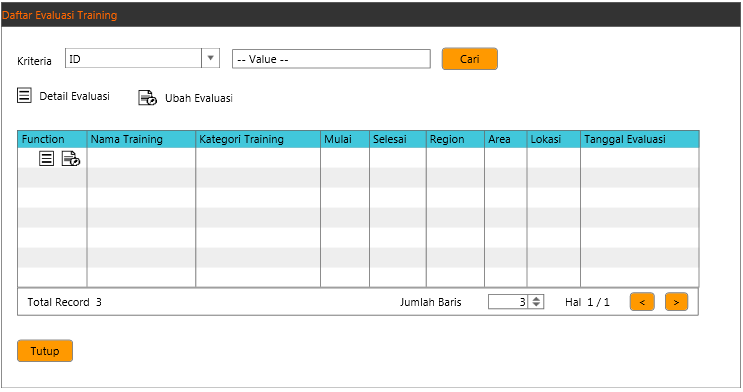 Daftar Evaluasi Training
Kriteria ID -- Value -- Cari
Detail Evaluasi Ubah Evaluasi
Function Nama Training Kategori Training Mulai Selesai Region Area Lokasi Tanggal Evaluasi
Total Record 3 Jumlah Baris 3 Hal 1 / 1 < >
Tutup